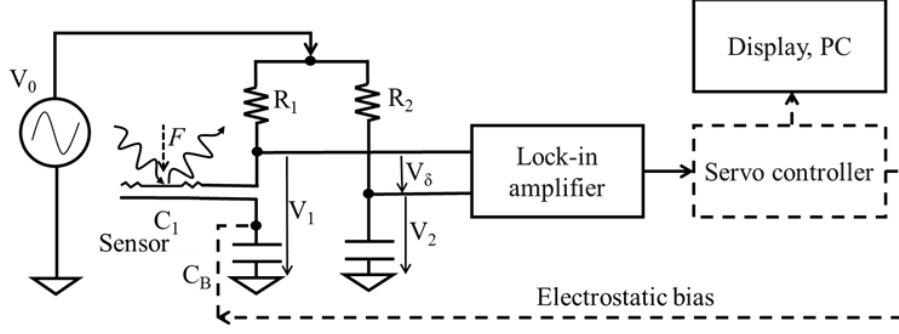 Display, PC
V0
R1
R2
F
Lock-in
amplifier
Servo controller
Vδ
V1
V2
C1
Sensor
CB
Electrostatic bias